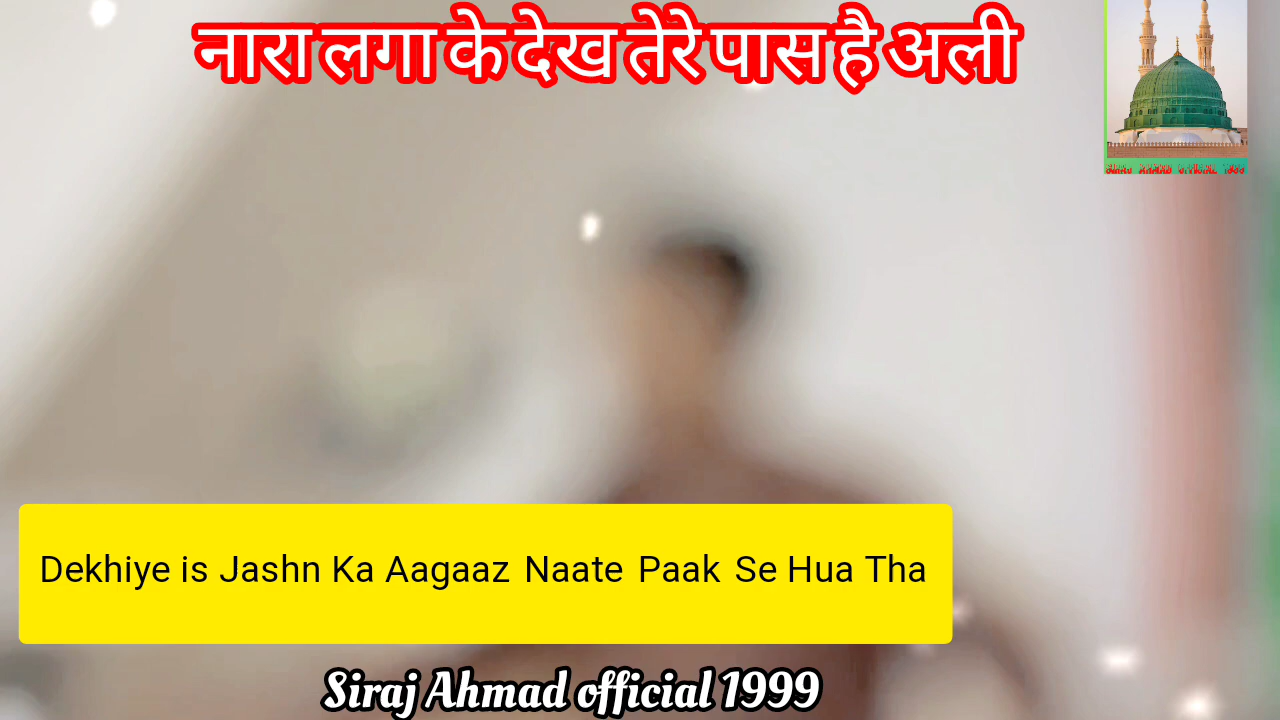 नारा लगा के देख तेरे पास है अली
Dekhiye is Jashn Ka Aagaaz Naate Paak Se Hua Tha
Siraj Ahmad official 1999